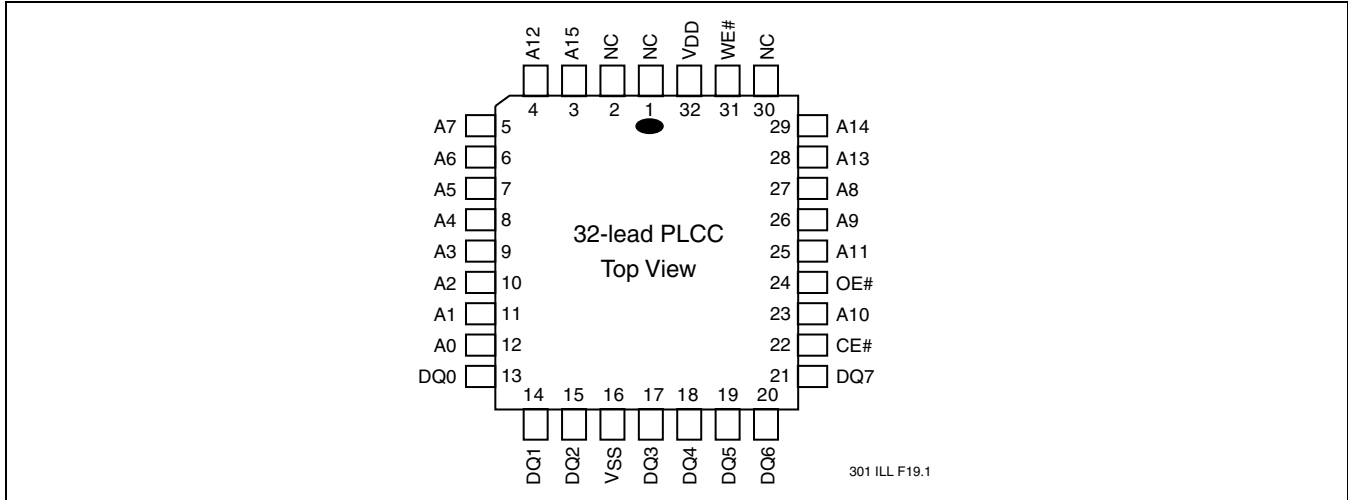 A12 A15 NC NC VDD WE# NC
4 3 2 1 32 31 30
A7 5 29 A14
A6 6 28 A13
A5 7 27 A8
A4 8 26 A9
A3 9 25 A11
32-lead PLCC
Top View
A2 10 24 OE#
A1 11 23 A10
A0 12 22 CE#
DQ0 13 21 DQ7
14 15 16 17 18 19 20
DQ1 DQ2 VSS DQ3 DQ4 DQ5 DQ6
301 ILL F19.1